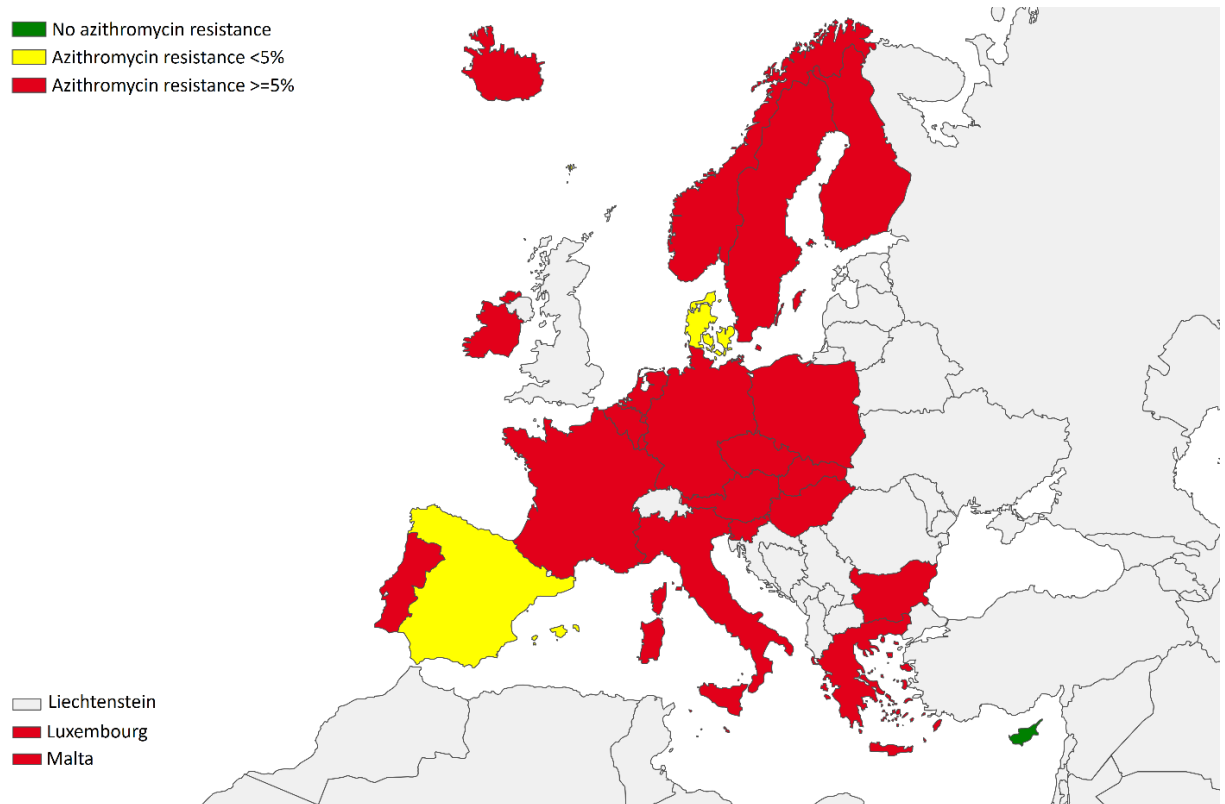 No azithromycin resistance
Azithromycin resistance <5%
Azithromycin resistance >=5%
Liechtenstein
Luxembourg
Malta